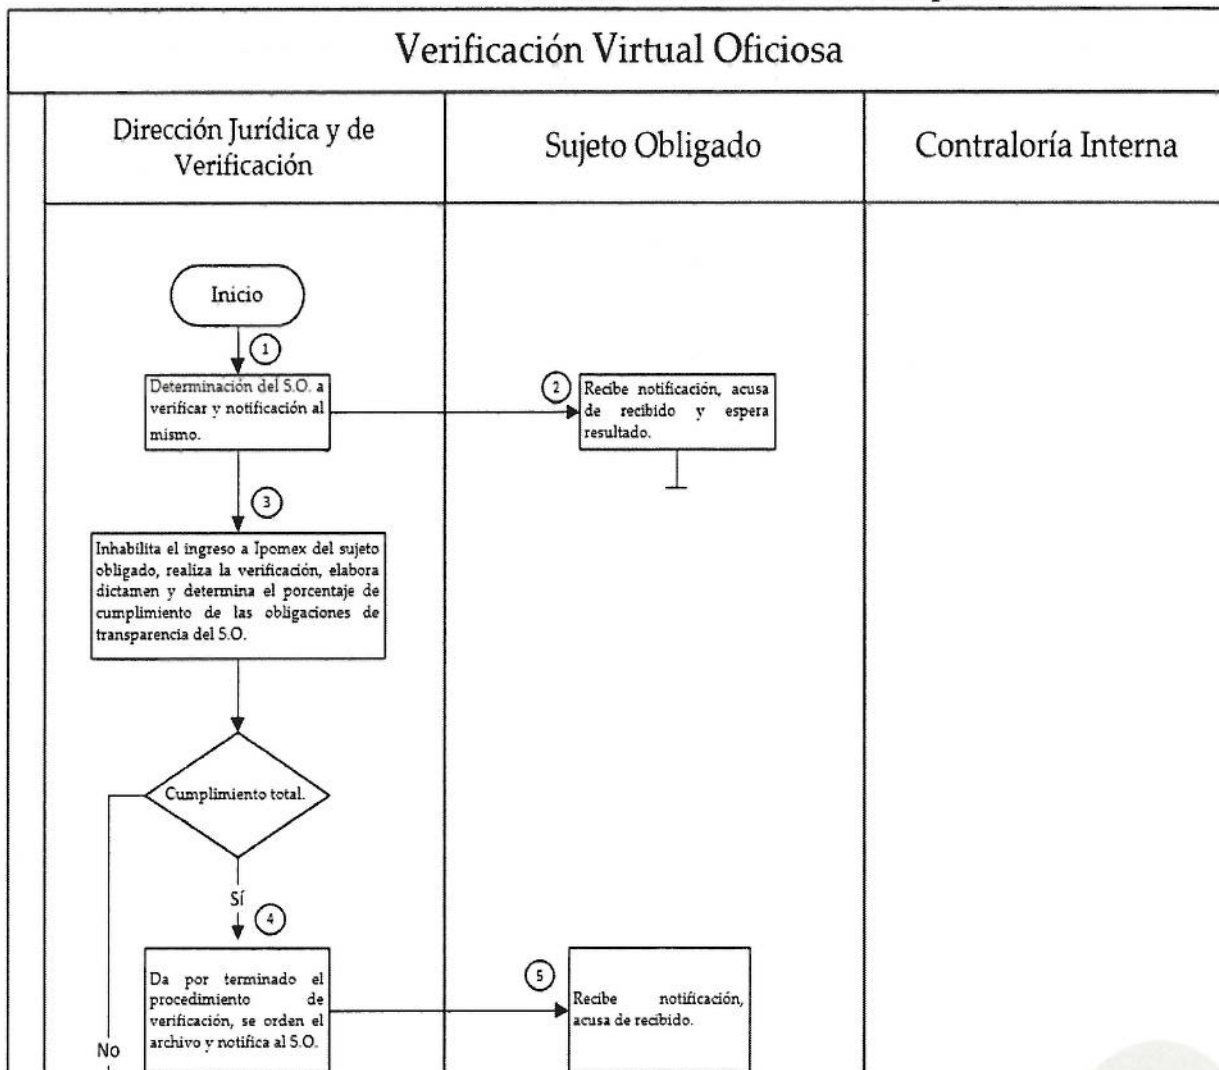 Verificación Virtual Oficiosa
Dirección Jurídica y de
Verificación
Sujeto Obligado
Contraloría Interna
Inicio
1
Determinación del S.O. a
verificar y notificación al
mismo.
2
Recibe notificación, acusa
de recibido y espera
resultado.
3
Inhabilita el ingreso a Ipomex del sujeto
obligado, realiza la verificación, elabora
dictamen y determina el porcentaje de
cumplimiento de las obligaciones de
transparencia del S.O.
Cumplimiento total.
Sí
4
Da por terminado el
procedimiento de
verificación, se orden el
archivo y notifica al S.O.
5
Recibe notificación,
acusa de recibido.
No